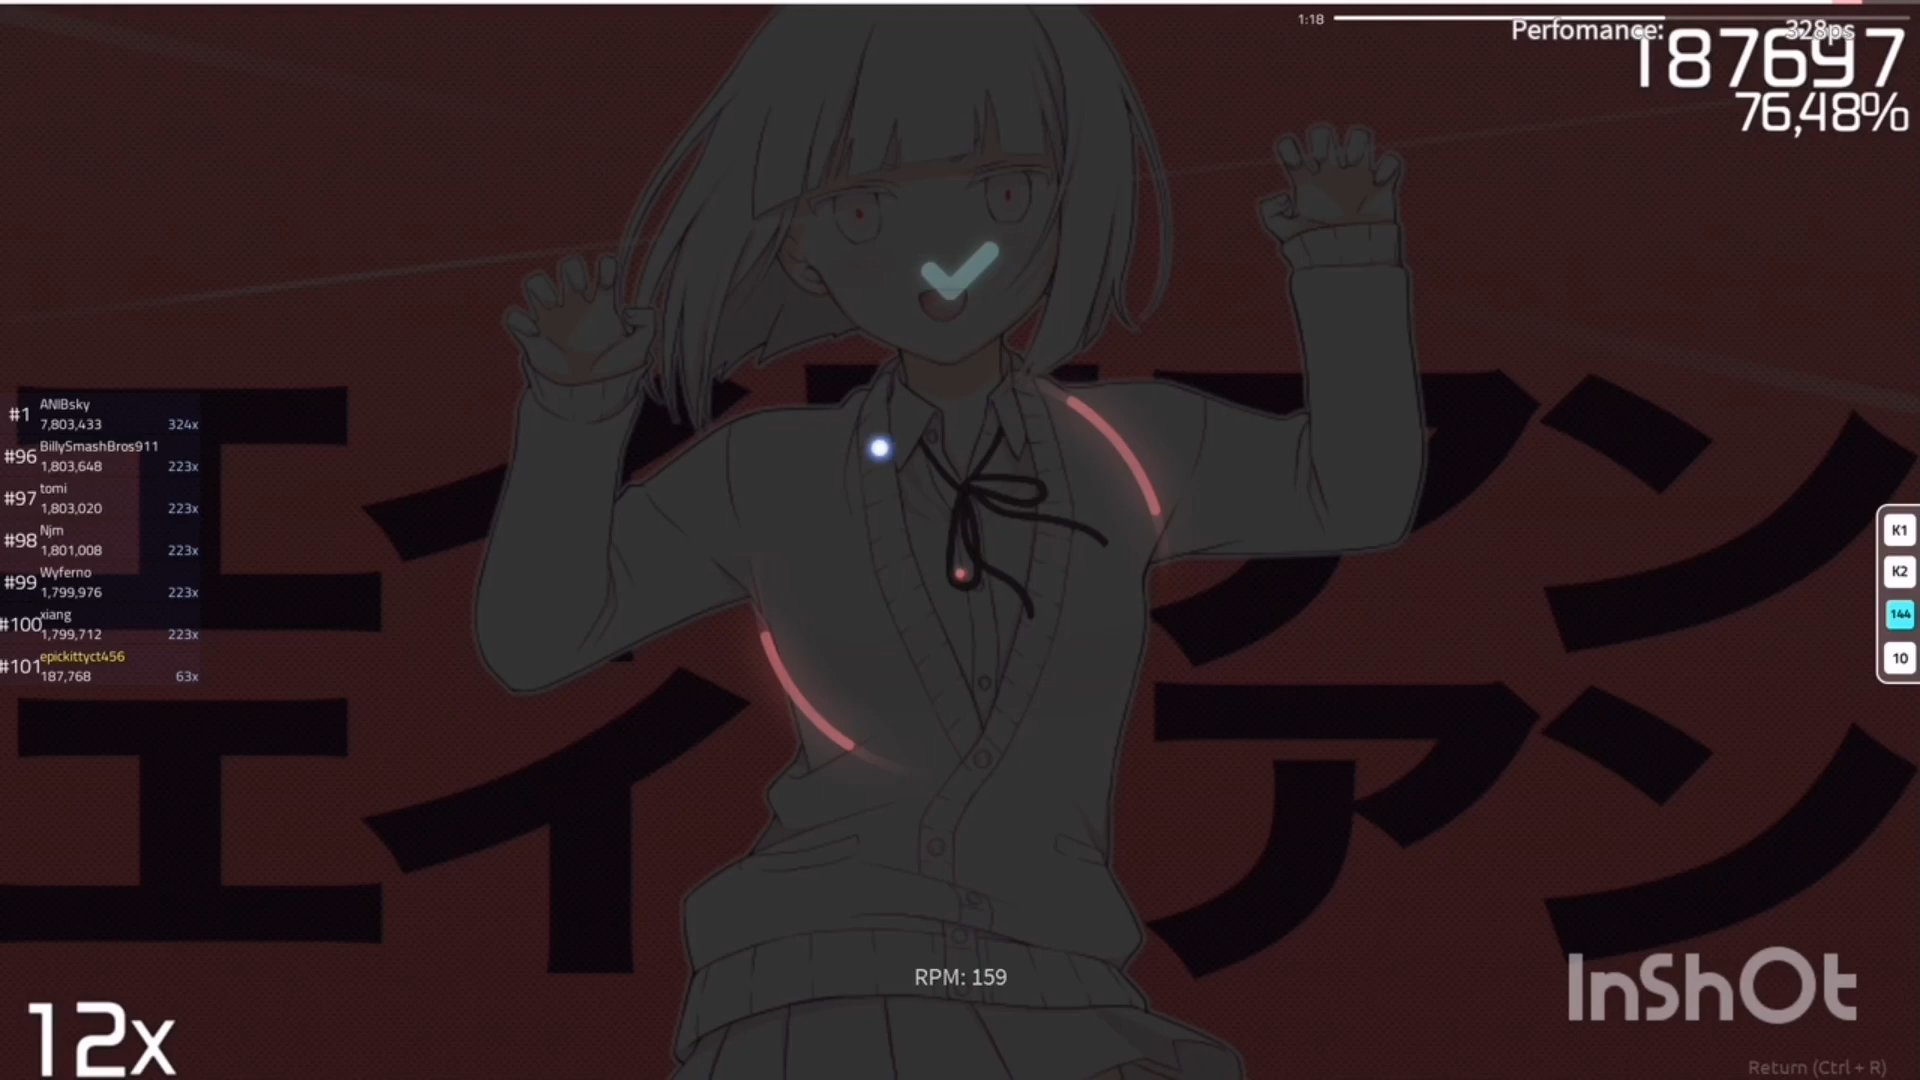 1:18
Perfomance: 328ps
187697
76,48%
エイリアン
#1 ANIBsky
7,803,433 324x
#96 BillySmashBros911
1,803,648 223x
#97 tomi
1,803,020 223x
#98 Njm
1,801,008 223x
#99 Wyferno
1,799,976 223x
#100 xiang
1,799,712 223x
#101 epickittyct456
187,768 63x
K1
K2
144
10
エイリアン
RPM: 159
InShOt
12x
Return (Ctrl + R)